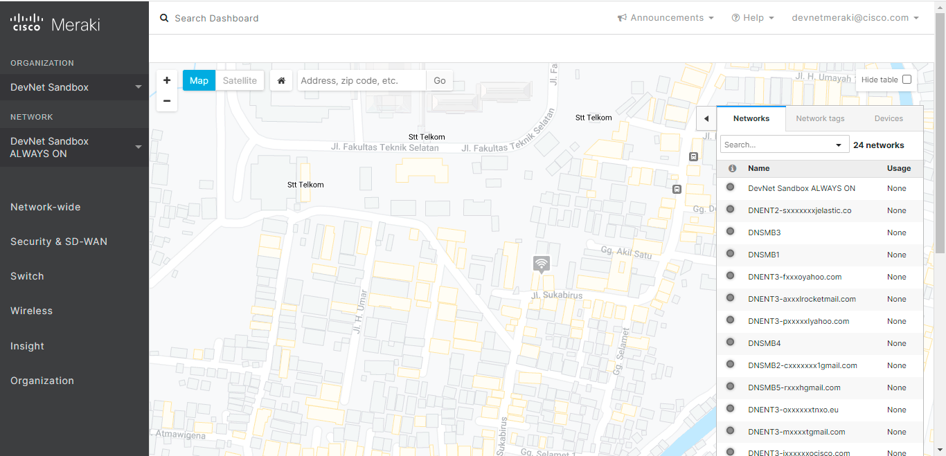 CISCO Meraki
Search Dashboard
Announcements
Help
devnetmeraki@cisco.com
ORGANIZATION
DevNet Sandbox
NETWORK
DevNet Sandbox
ALWAYS ON
Network-wide
Security & SD-WAN
Switch
Wireless
Insight
Organization
+
−
Map
Satellite
Address, zip code, etc.
Go
Hide table
Jl. H. Umayah
Jl. Fa
Stt Telkom
Stt Telkom
Jl. Fakultas Teknik Selatan
Jl. Fakultas Teknik Selatan
Stt Telkom
Gg. D
Gg. Akil Satu
Jl. Sukabirus
Jl. H. Umar
Gg. Selamet
Jl. Sukabirus
Atmawigena
Gg. Selamet 1
Networks
Network tags
Devices
Search...
24 networks
Name Usage
DevNet Sandbox ALWAYS ON None
DNENT2-sxxxxxxxjelastic.co None
DNSMB3 None
DNSMB1 None
DNENT3-fxxxoyahoo.com None
DNENT3-axxxlrocketmail.com None
DNENT3-pxxxxxlyahoo.com None
DNSMB4 None
DNSMB2-cxxxxxxx1gmail.com None
DNSMB5-rxxxhgmail.com None
DNENT3-oxxxxxxtnxo.eu None
DNENT3-mxxxxtgmail.com None
DNENT3-ixxxxxxocisco.com None